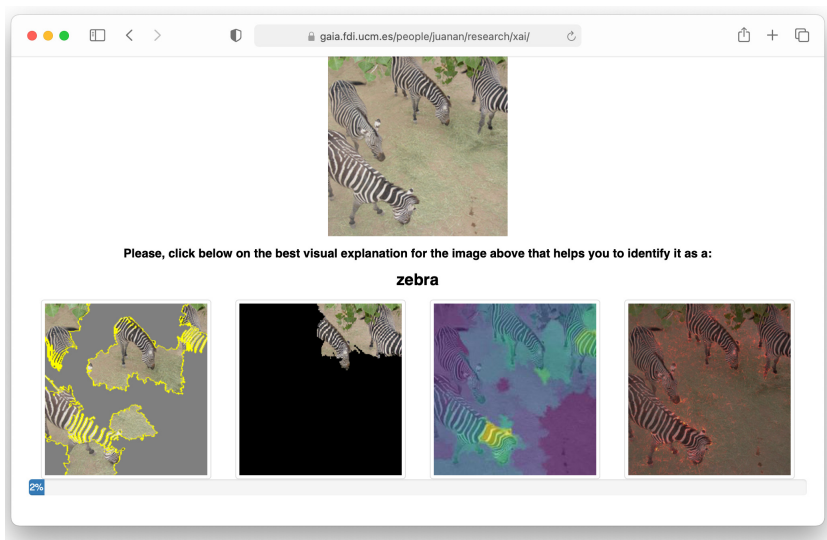 gaia.fdi.ucm.es/people/juanan/research/xai/
Please, click below on the best visual explanation for the image above that helps you to identify it as a:
zebra
2%